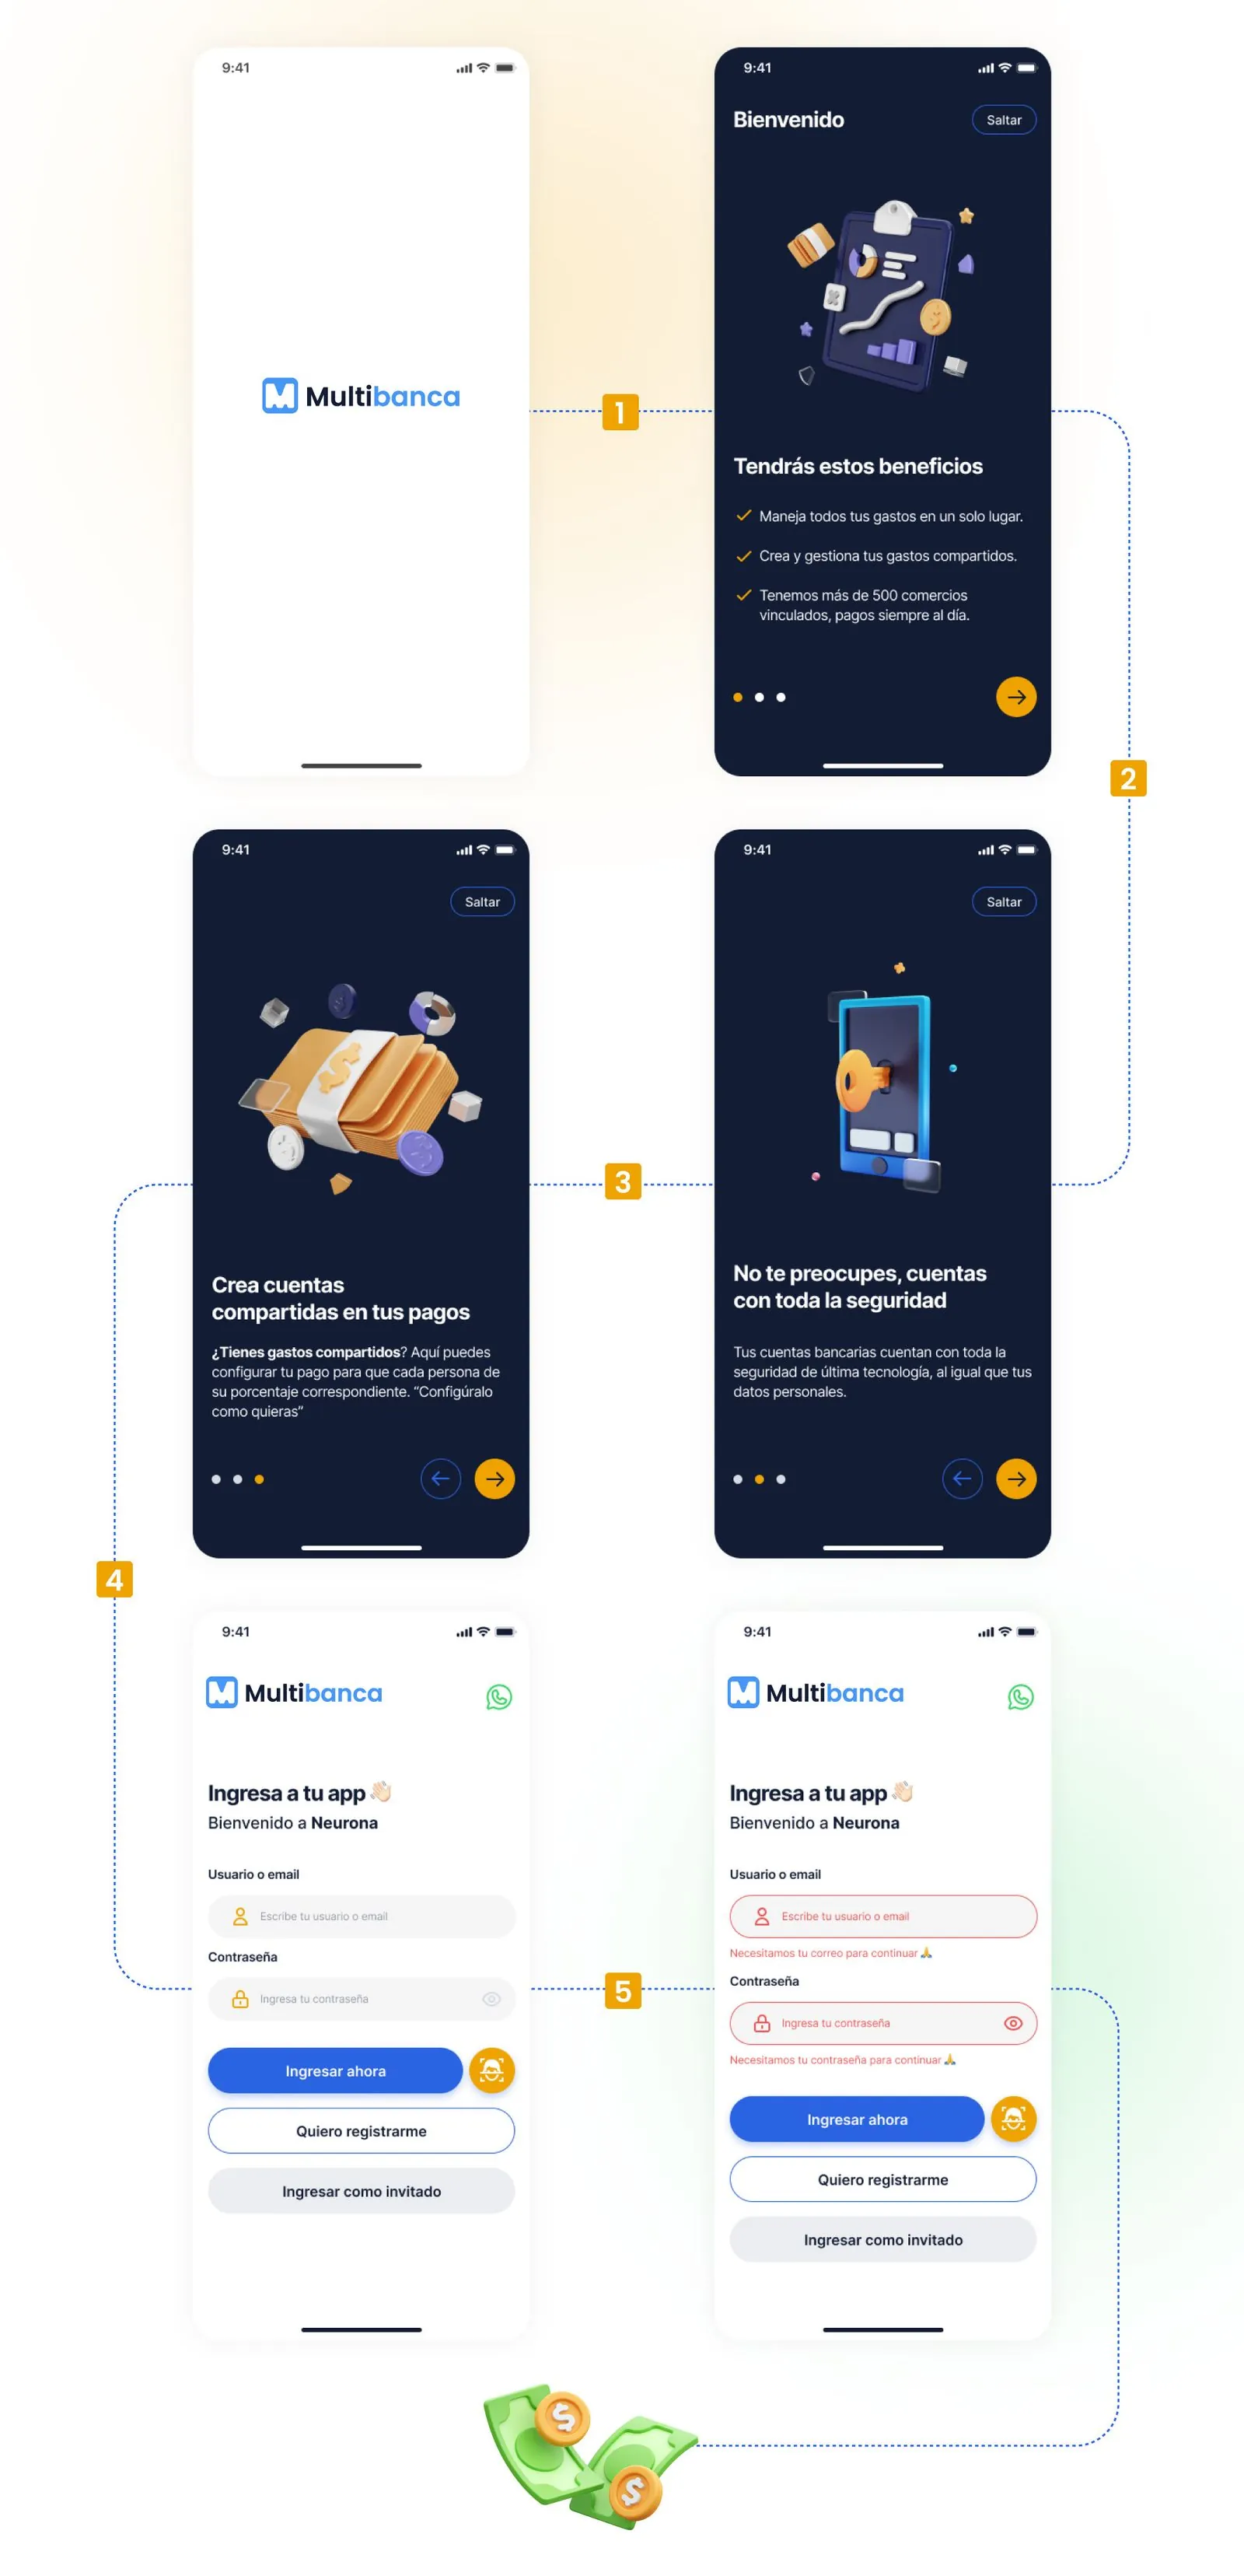 9:41
Multibanca
1
9:41
Bienvenido
Saltar
Tendrás estos beneficios
Maneja todos tus gastos en un solo lugar.
Crea y gestiona tus gastos compartidos.
Tenemos más de 500 comercios
vinculados, pagos siempre al día.
2
9:41
Saltar
No te preocupes, cuentas
con toda la seguridad
Tus cuentas bancarias cuentan con toda la
seguridad de última tecnología, al igual que tus
datos personales.
3
9:41
Saltar
$
Crea cuentas
compartidas en tus pagos
¿Tienes gastos compartidos? Aquí puedes
configurar tu pago para que cada persona de
su porcentaje correspondiente. “Configúralo
como quieras”
4
9:41
Multibanca
Ingresa a tu app 👋🏻
Bienvenido a Neurona
Usuario o email
Escribe tu usuario o email
Contraseña
Ingresa tu contraseña
Ingresar ahora
Quiero registrarme
Ingresar como invitado
5
9:41
Multibanca
Ingresa a tu app 👋🏻
Bienvenido a Neurona
Usuario o email
Escribe tu usuario o email
Necesitamos tu correo para continuar 🙏
Contraseña
Ingresa tu contraseña
Necesitamos tu contraseña para continuar 🙏
Ingresar ahora
Quiero registrarme
Ingresar como invitado
$
$